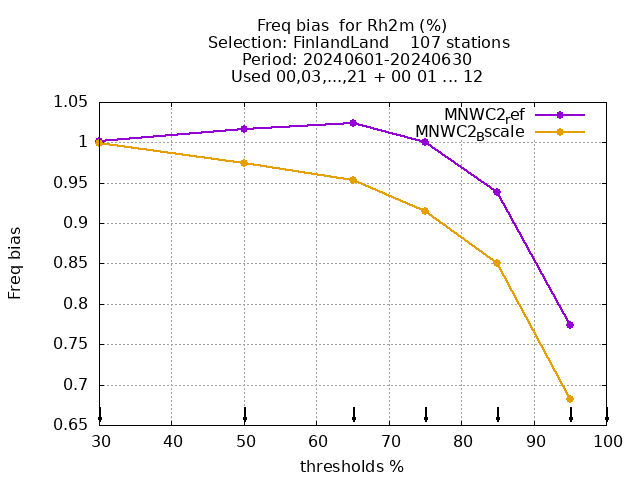 Freq bias  for Rh2m (%)
Selection: FinlandLand    107 stations
Period: 20240601-20240630
Used 00,03,...,21 + 00 01 ... 12
MNWC2_ref
MNWC2_Bscale
1.05
1
0.95
0.9
0.85
0.8
0.75
0.7
0.65
Freq bias
30 40 50 60 70 80 90 100
thresholds %